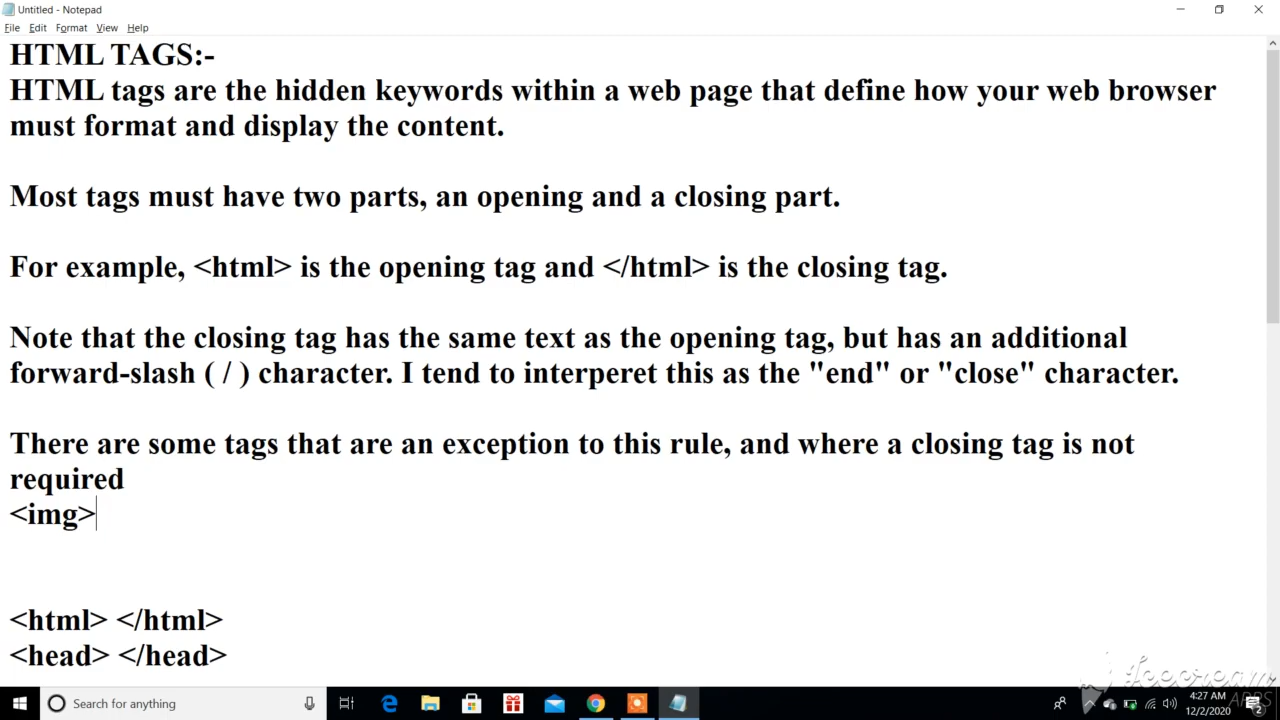 Untitled - Notepad
File Edit Format View Help
HTML TAGS:-
HTML tags are the hidden keywords within a web page that define how your web browser
must format and display the content.
Most tags must have two parts, an opening and a closing part.
For example, <html> is the opening tag and </html> is the closing tag.
Note that the closing tag has the same text as the opening tag, but has an additional
forward-slash ( / ) character. I tend to interperet this as the "end" or "close" character.
There are some tags that are an exception to this rule, and where a closing tag is not
required
<img>
<html> </html>
<head> </head>
Icecream
APPS
Search for anything
4:27 AM
12/2/2020
2